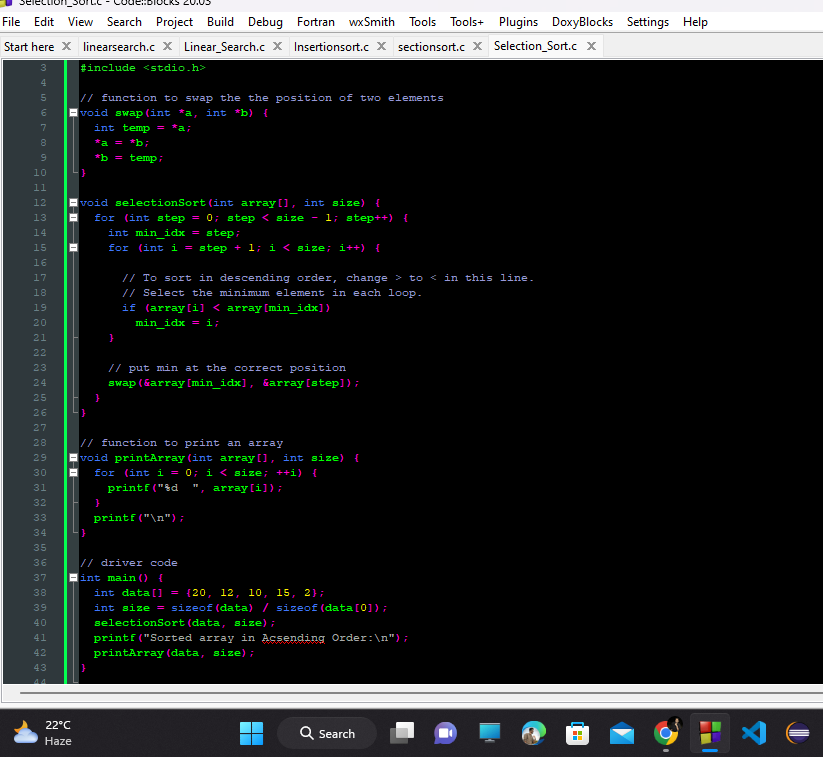 Selection_Sort.c - Code::Blocks 20.03
File Edit View Search Project Build Debug Fortran wxSmith Tools Tools+ Plugins DoxyBlocks Settings Help
Start here X linearsearch.c X Linear_Search.c X Insertionsort.c X sectionsort.c X Selection_Sort.c X
3 #include <stdio.h>
4
5 // function to swap the the position of two elements
6 void swap(int *a, int *b) {
7 int temp = *a;
8 *a = *b;
9 *b = temp;
10 }
11
12 void selectionSort(int array[], int size) {
13 for (int step = 0; step < size - 1; step++) {
14 int min_idx = step;
15 for (int i = step + 1; i < size; i++) {
16
17 // To sort in descending order, change > to < in this line.
18 // Select the minimum element in each loop.
19 if (array[i] < array[min_idx])
20 min_idx = i;
21 }
22
23 // put min at the correct position
24 swap(&array[min_idx], &array[step]);
25 }
26 }
27
28 // function to print an array
29 void printArray(int array[], int size) {
30 for (int i = 0; i < size; ++i) {
31 printf("%d  ", array[i]);
32 }
33 printf("\n");
34 }
35
36 // driver code
37 int main() {
38 int data[] = {20, 12, 10, 15, 2};
39 int size = sizeof(data) / sizeof(data[0]);
40 selectionSort(data, size);
41 printf("Sorted array in Acsending Order:\n");
42 printArray(data, size);
43 }
44
22°C
Haze
Search